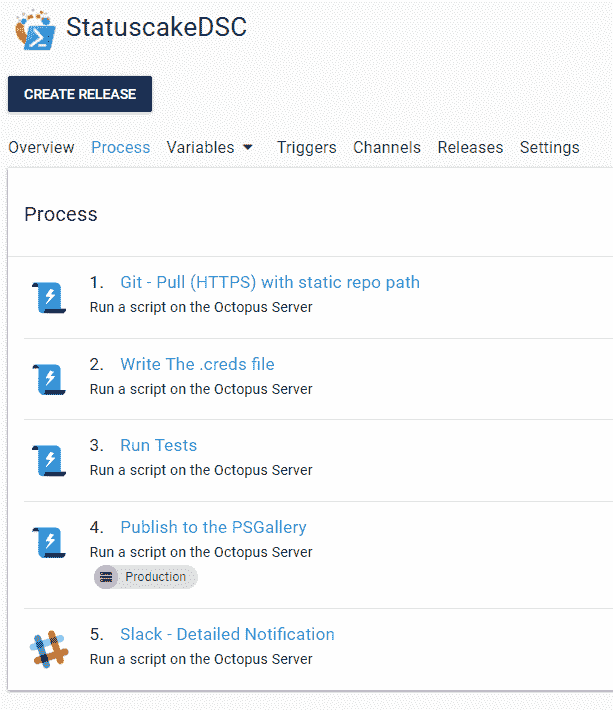 StatuscakeDSC
CREATE RELEASE
Overview Process Variables Triggers Channels Releases Settings
Process
1. Git - Pull (HTTPS) with static repo path
Run a script on the Octopus Server
2. Write The .creds file
Run a script on the Octopus Server
3. Run Tests
Run a script on the Octopus Server
4. Publish to the PSGallery
Run a script on the Octopus Server
Production
5. Slack - Detailed Notification
Run a script on the Octopus Server